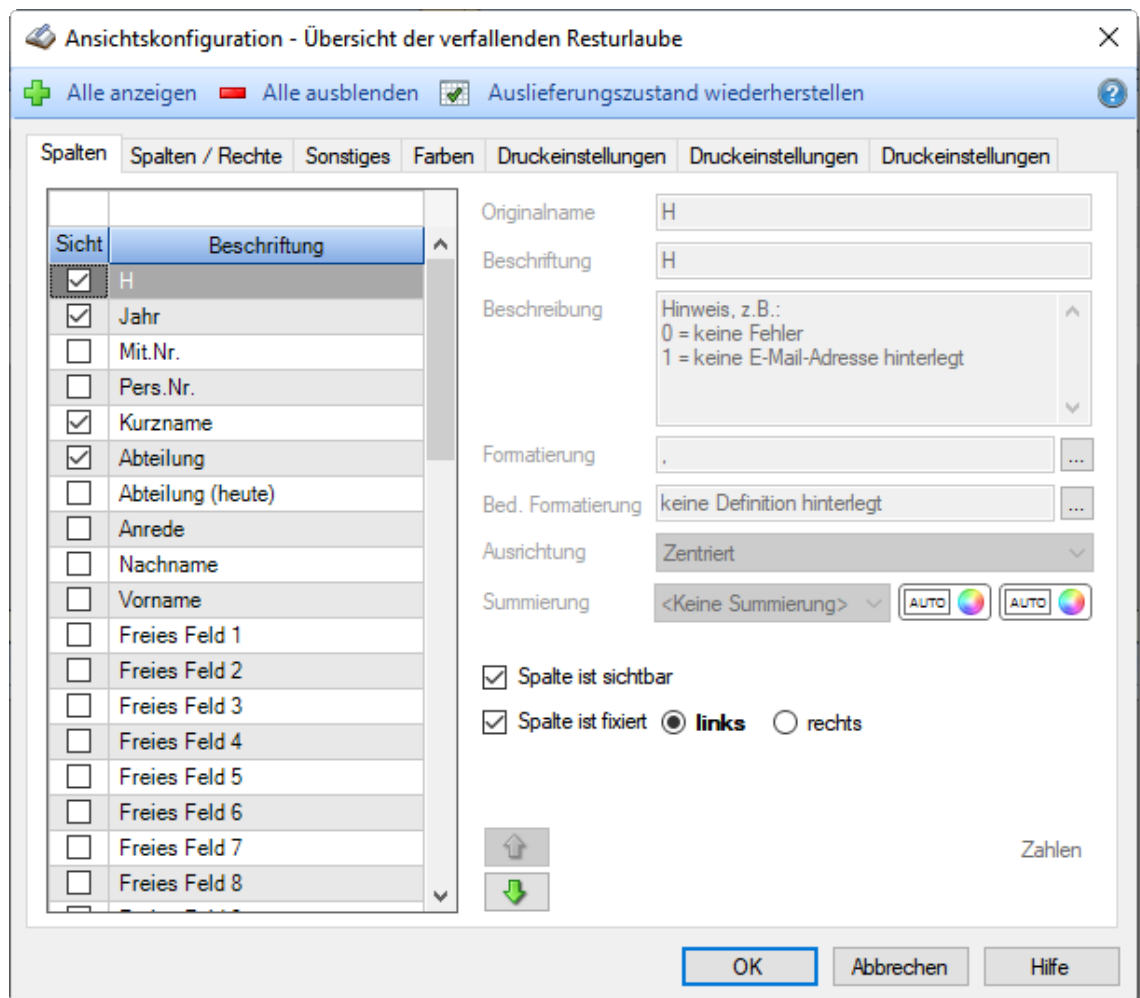 Ansichtskonfiguration - Übersicht der verfallenden Resturlaube
Alle anzeigen Alle ausblenden Auslieferungszustand wiederherstellen
Spalten Spalten / Rechte Sonstiges Farben Druckeinstellungen Druckeinstellungen Druckeinstellungen
Sicht Beschriftung
H
Jahr
Mit.Nr.
Pers.Nr.
Kurzname
Abteilung
Abteilung (heute)
Anrede
Nachname
Vorname
Freies Feld 1
Freies Feld 2
Freies Feld 3
Freies Feld 4
Freies Feld 5
Freies Feld 6
Freies Feld 7
Freies Feld 8
Originalname H
Beschriftung H
Beschreibung Hinweis, z.B.:
0 = keine Fehler
1 = keine E-Mail-Adresse hinterlegt
Formatierung , ...
Bed. Formatierung keine Definition hinterlegt ...
Ausrichtung Zentriert
Summierung <Keine Summierung> AUTO AUTO
Spalte ist sichtbar
Spalte ist fixiert links rechts
Zahlen
OK Abbrechen Hilfe